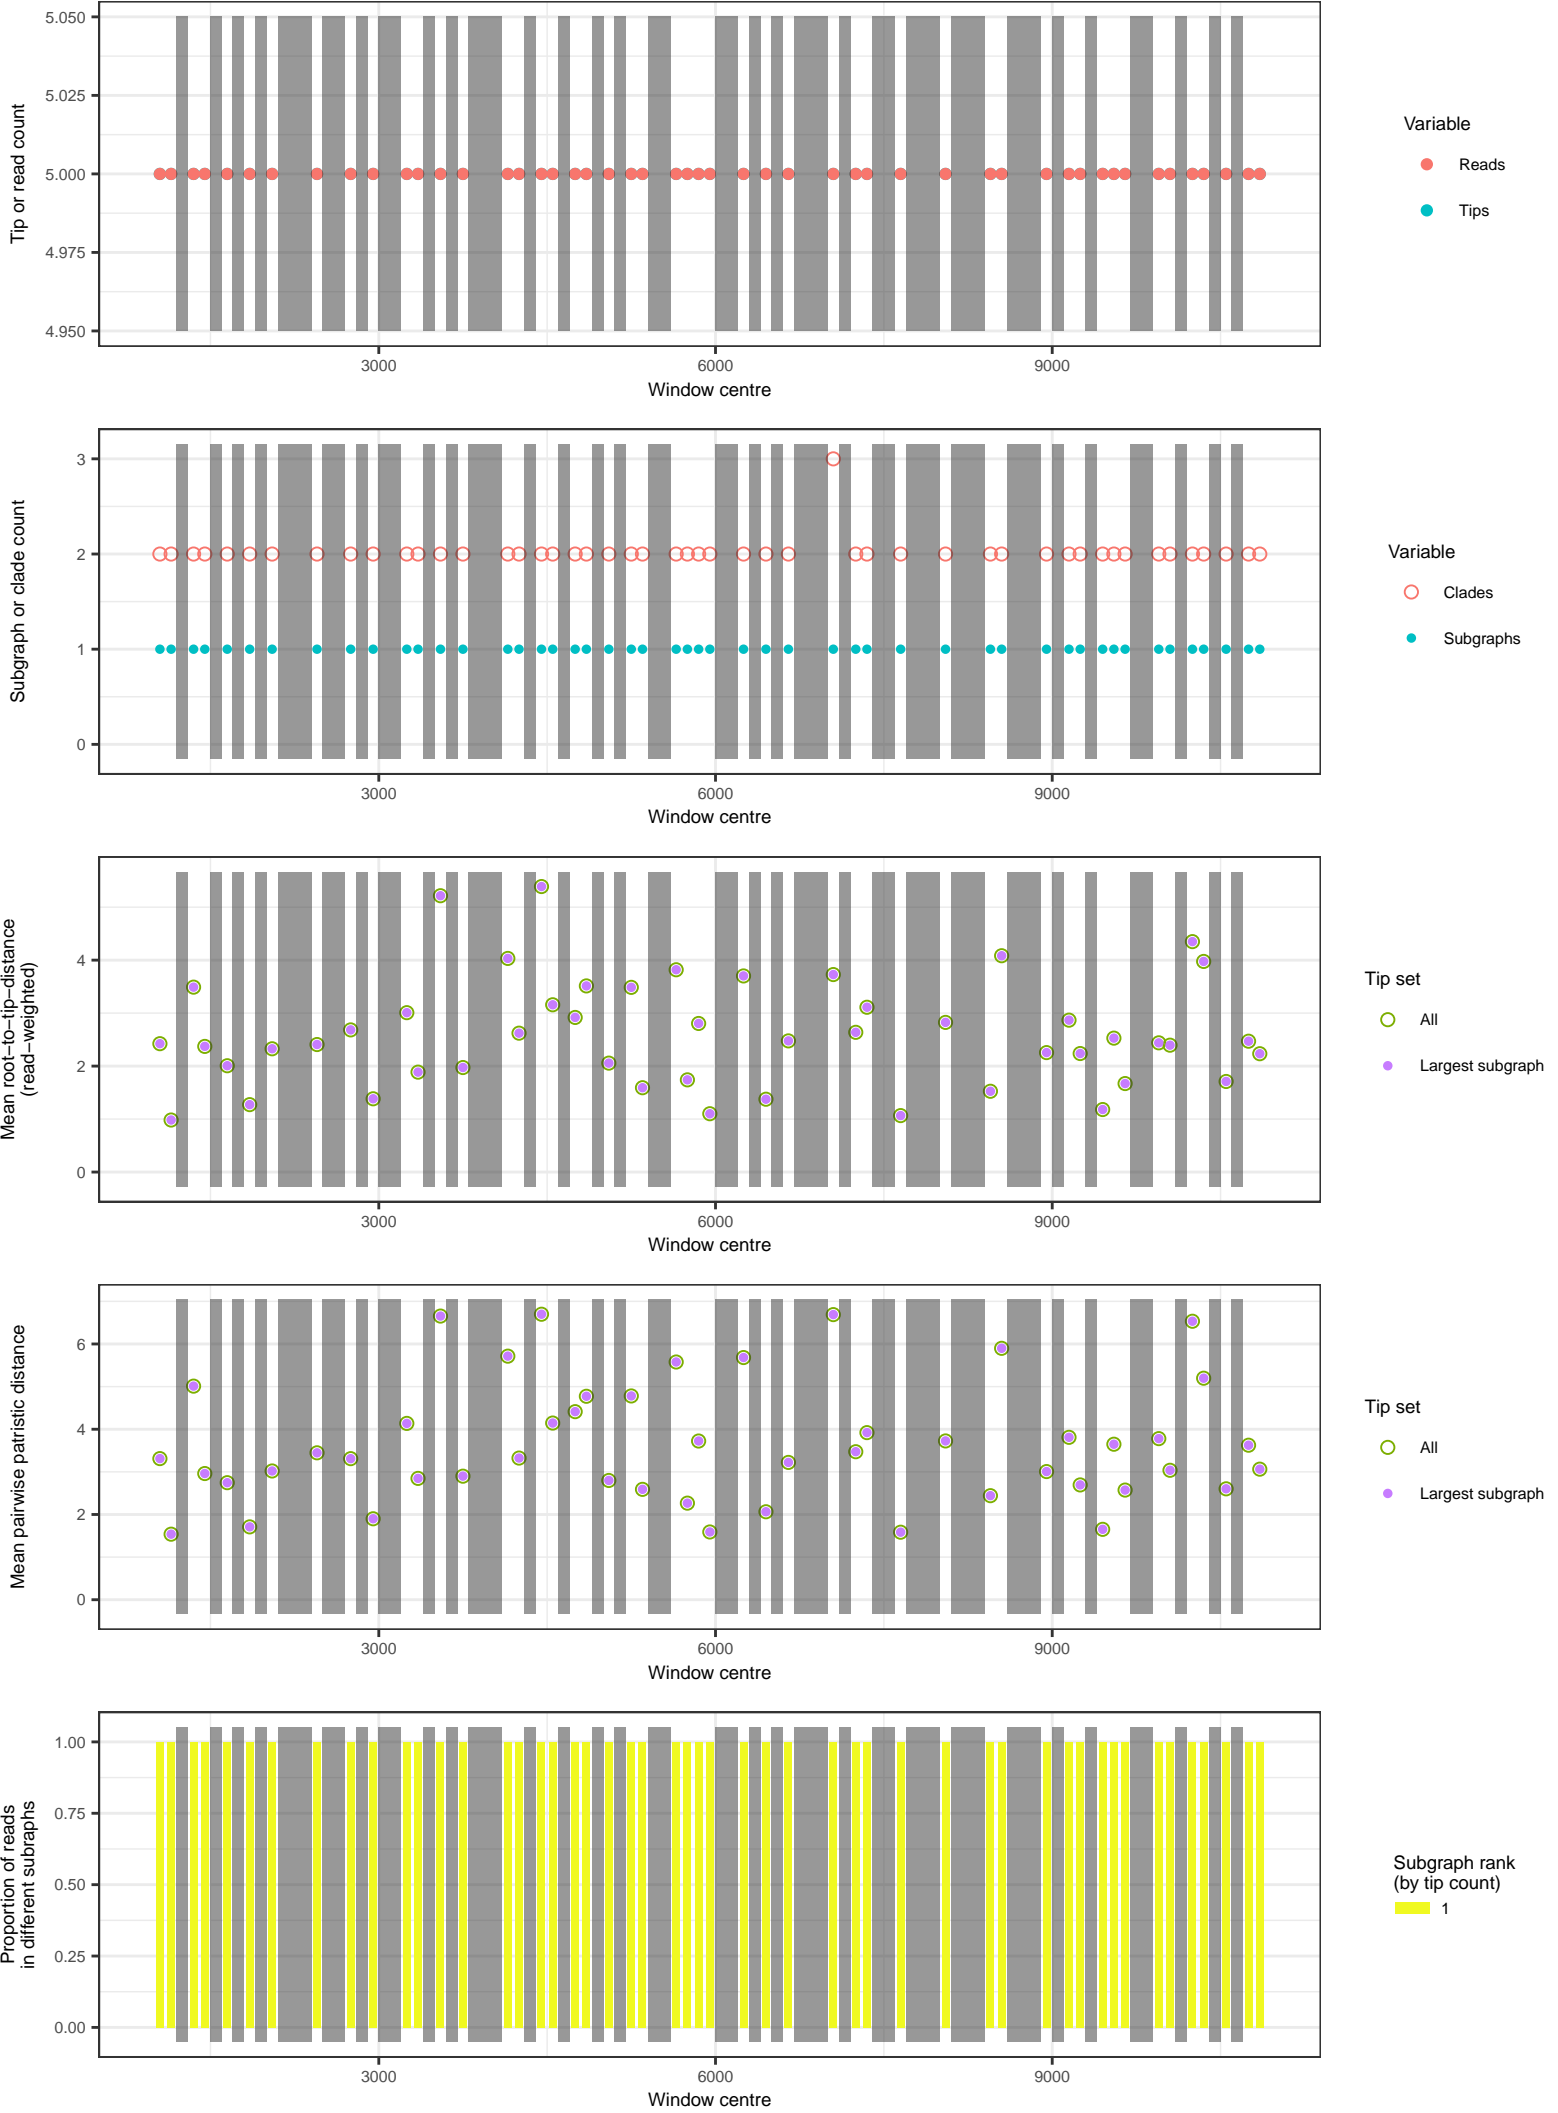 5.050
5.025
5.000
4.975
4.950
Tip or read count
3000
6000
9000
Window centre
Variable
Reads
Tips
3
2
1
0
Subgraph or clade count
3000
6000
9000
Window centre
Variable
Clades
Subgraphs
4
2
0
Mean root−to−tip−distance
(read−weighted)
3000
6000
9000
Window centre
Tip set
All
Largest subgraph
6
4
2
0
Mean pairwise patristic distance
3000
6000
9000
Window centre
Tip set
All
Largest subgraph
1.00
0.75
0.50
0.25
0.00
Proportion of reads
in different subraphs
3000
6000
9000
Window centre
Subgraph rank
(by tip count)
1